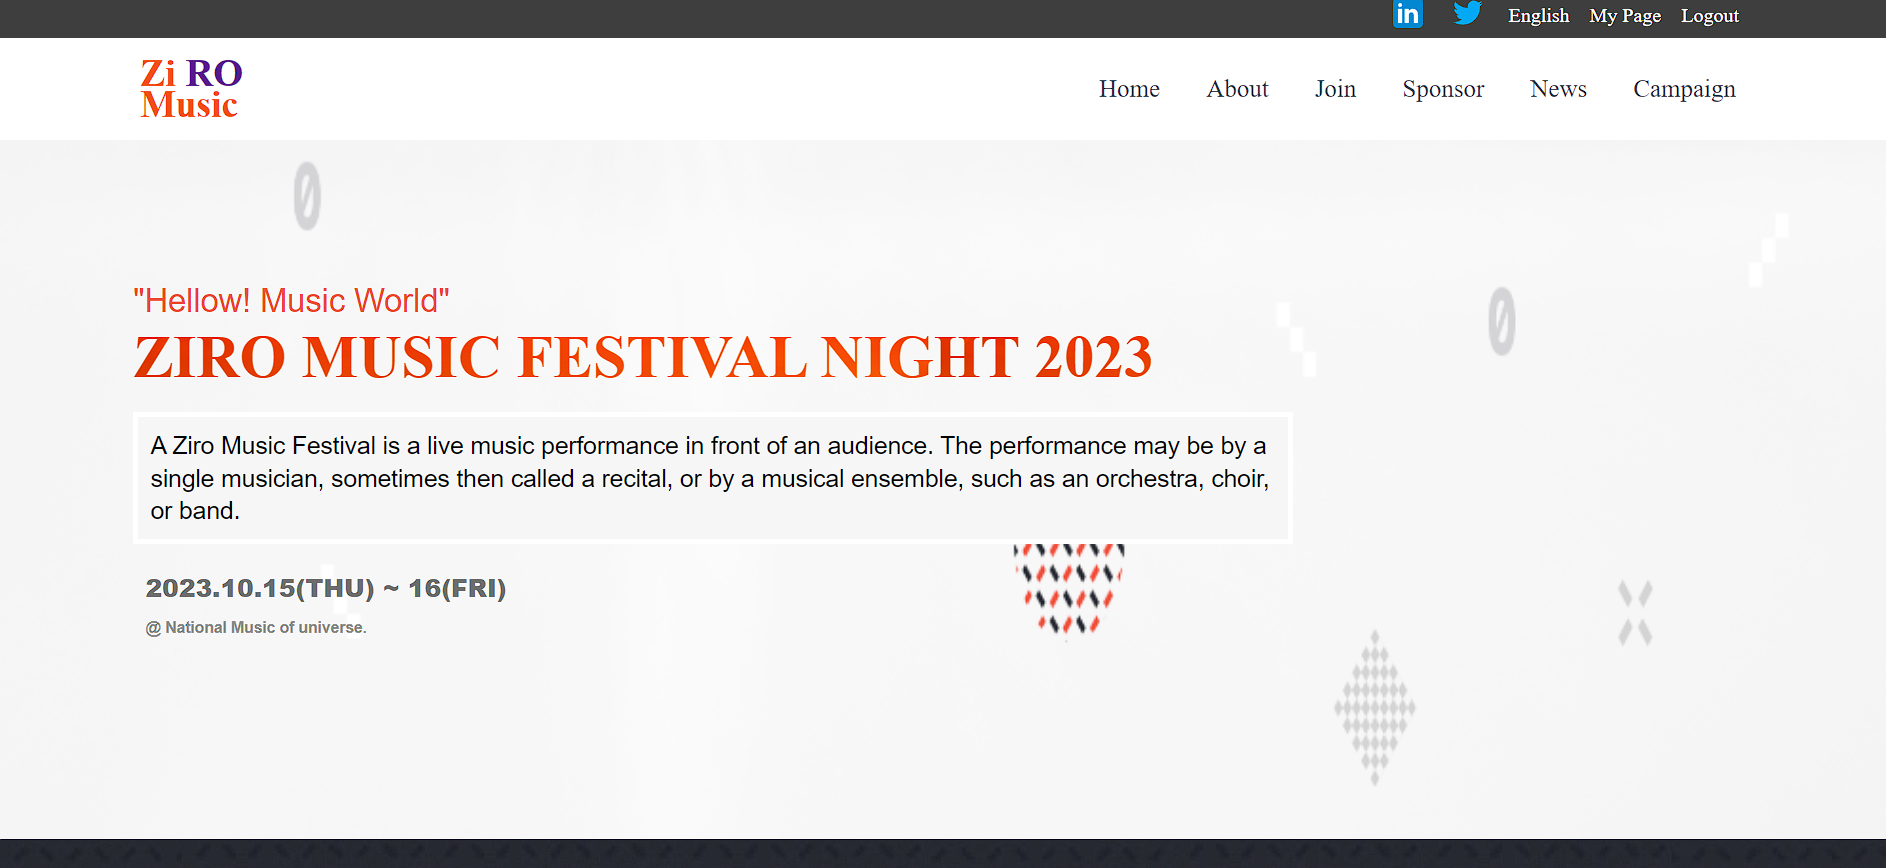 in
English My Page Logout
Zi RO
Music
Home About Join Sponsor News Campaign
0
0
"Hellow! Music World"
ZIRO MUSIC FESTIVAL NIGHT 2023
A Ziro Music Festival is a live music performance in front of an audience. The performance may be by a
single musician, sometimes then called a recital, or by a musical ensemble, such as an orchestra, choir,
or band.
2023.10.15(THU) ~ 16(FRI)
@ National Music of universe.